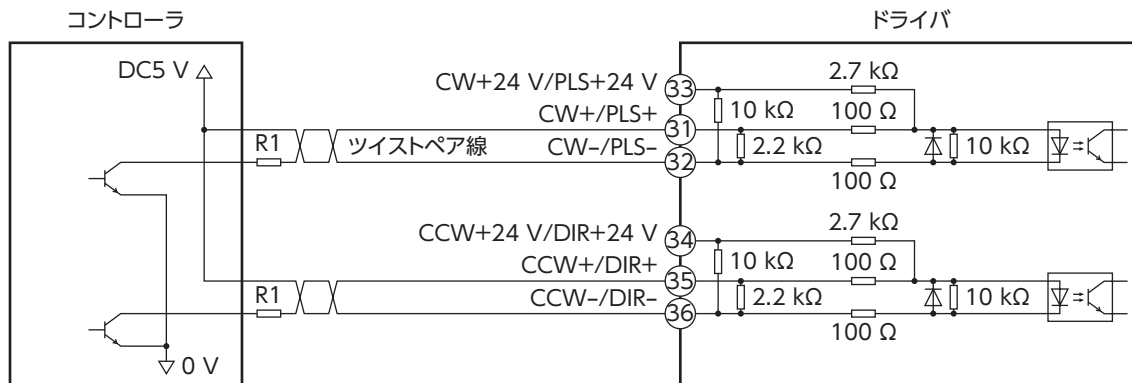 コントローラ
ドライバ
DC5 V
CW+24 V/PLS+24 V
33
2.7 kΩ
10 kΩ
CW+/PLS+
31
100 Ω
R1
ツイストペア線
CW–/PLS–
32
2.2 kΩ
10 kΩ
100 Ω
CCW+24 V/DIR+24 V
34
2.7 kΩ
10 kΩ
CCW+/DIR+
35
100 Ω
R1
CCW–/DIR–
36
2.2 kΩ
10 kΩ
100 Ω
0 V